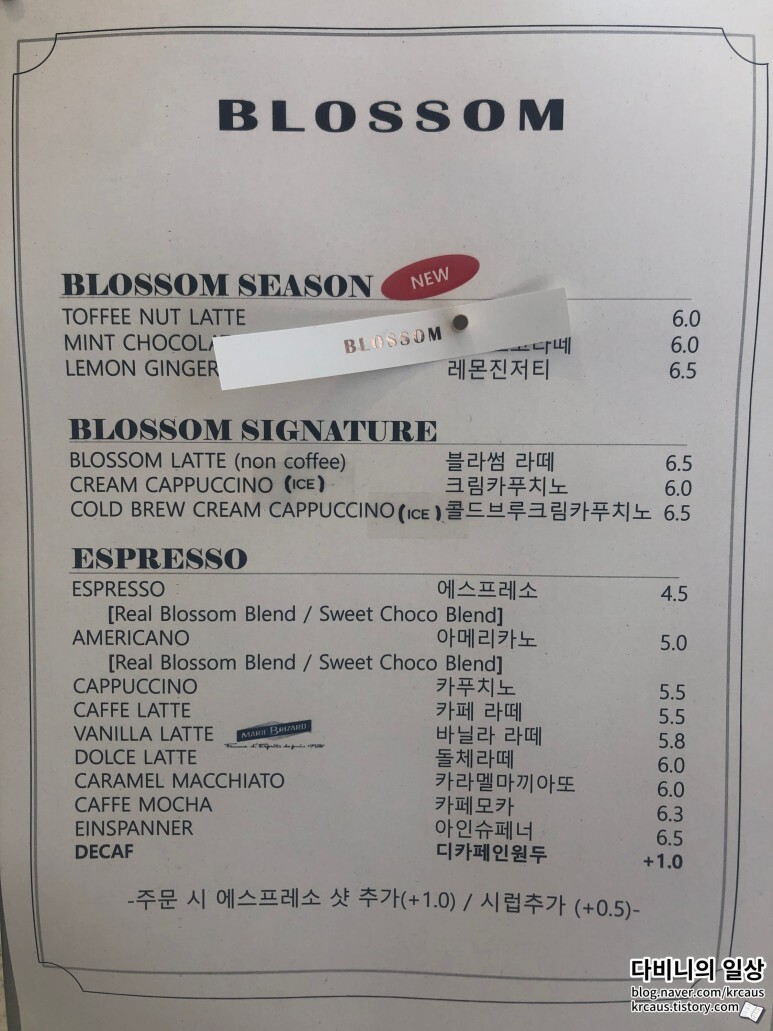 BLOSSOM
BLOSSOM SEASON NEW
TOFFEE NUT LATTE 6.0
MINT 6.0
BLOSSOM
LEMON GINGER 레몬진저티 6.5
BLOSSOM SIGNATURE
BLOSSOM LATTE (non coffee) 블라썸 라떼 6.5
CREAM CAPPUCCINO (ICE) 크림카푸치노 6.0
COLD BREW CREAM CAPPUCCINO (ICE) 콜드브루크림카푸치노 6.5
ESPRESSO
ESPRESSO 에스프레소 4.5
[Real Blossom Blend / Sweet Choco Blend]
AMERICANO 아메리카노 5.0
[Real Blossom Blend / Sweet Choco Blend]
CAPPUCCINO 카푸치노 5.5
CAFFE LATTE 카페 라떼 5.5
VANILLA LATTE MARIE BRIZARD 바닐라 라떼 5.8
DOLCE LATTE 돌체라떼 6.0
CARAMEL MACCHIATO 카라멜마끼아또 6.0
CAFFE MOCHA 카페모카 6.3
EINSPANNER 아인슈페너 6.5
DECAF 디카페인원두 +1.0
-주문 시 에스프레소 샷 추가(+1.0) / 시럽추가 (+0.5)-
다비니의 일상
blog.naver.com/krcaus
krcaus.tistory.com